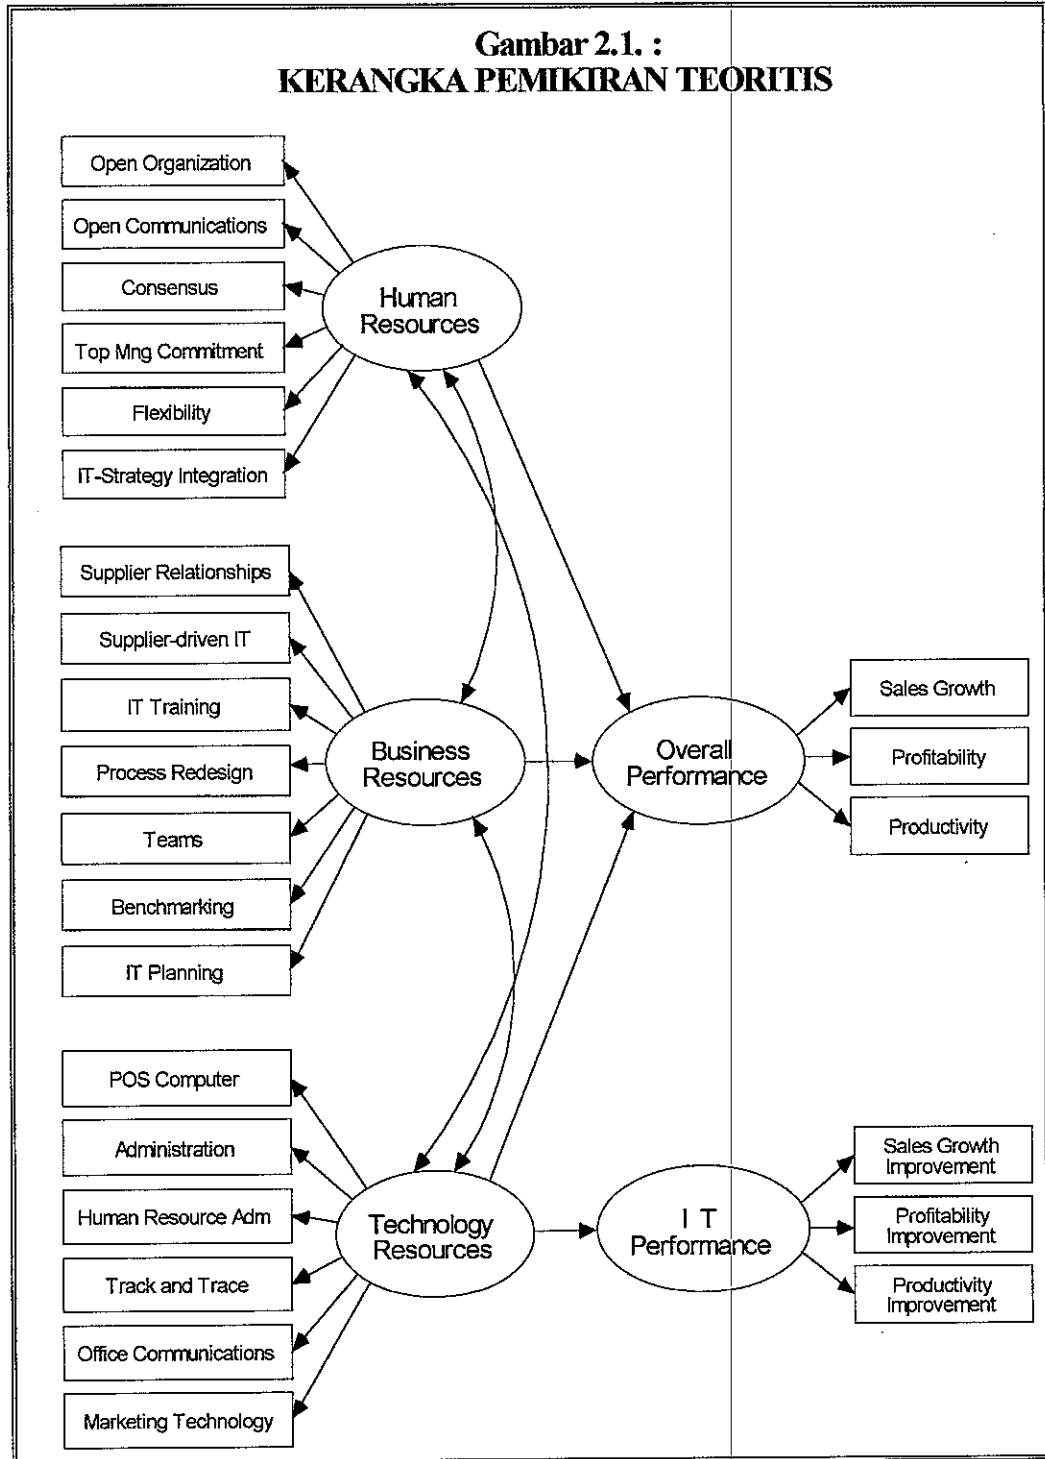 Gambar 2.1. :
KERANGKA PEMIKIRAN TEORITIS
Open Organization
Open Communications
Consensus
Top Mng Commitment
Flexibility
IT-Strategy Integration
Human
Resources
Supplier Relationships
Supplier-driven IT
IT Training
Process Redesign
Teams
Benchmarking
IT Planning
Business
Resources
Overall
Performance
Sales Growth
Profitability
Productivity
POS Computer
Administration
Human Resource Adm
Track and Trace
Office Communications
Marketing Technology
Technology
Resources
I T
Performance
Sales Growth
Improvement
Profitability
Improvement
Productivity
Improvement